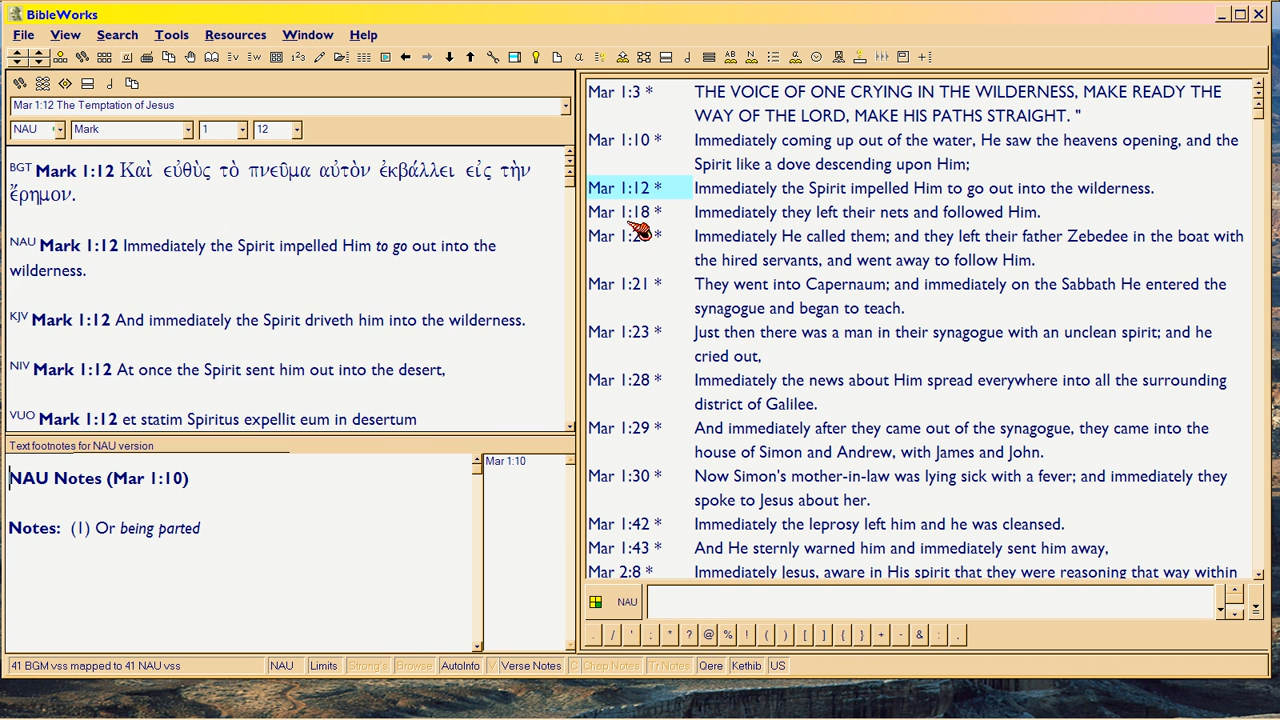 BibleWorks
File View Search Tools Resources Window Help
Mar 1:12 The Temptation of Jesus
NAU Mark 1 12
BGT Mark 1:12 Καὶ εὐθὺς τὸ πνεῦμα αὐτὸν ἐκβάλλει εἰς τὴν
ἔρημον.
NAU Mark 1:12 Immediately the Spirit impelled Him to go out into the
wilderness.
KJV Mark 1:12 And immediately the Spirit driveth him into the wilderness.
NIV Mark 1:12 At once the Spirit sent him out into the desert,
VUO Mark 1:12 et statim Spiritus expellit eum in desertum
Text footnotes for NAU version
NAU Notes (Mar 1:10)
Notes: (1) Or being parted
Mar 1:10
Mar 1:3 * THE VOICE OF ONE CRYING IN THE WILDERNESS, MAKE READY THE
WAY OF THE LORD, MAKE HIS PATHS STRAIGHT. "
Mar 1:10 * Immediately coming up out of the water, He saw the heavens opening, and the
Spirit like a dove descending upon Him;
Mar 1:12 * Immediately the Spirit impelled Him to go out into the wilderness.
Mar 1:18 * Immediately they left their nets and followed Him.
Mar * Immediately He called them; and they left their father Zebedee in the boat with
the hired servants, and went away to follow Him.
Mar 1:21 * They went into Capernaum; and immediately on the Sabbath He entered the
synagogue and began to teach.
Mar 1:23 * Just then there was a man in their synagogue with an unclean spirit; and he
cried out,
Mar 1:28 * Immediately the news about Him spread everywhere into all the surrounding
district of Galilee.
Mar 1:29 * And immediately after they came out of the synagogue, they came into the
house of Simon and Andrew, with James and John.
Mar 1:30 * Now Simon's mother-in-law was lying sick with a fever; and immediately they
spoke to Jesus about her.
Mar 1:42 * Immediately the leprosy left him and he was cleansed.
Mar 1:43 * And He sternly warned him and immediately sent him away,
Mar 2:8 * Immediately Jesus, aware in His spirit that they were reasoning that way within
NAU
. / ' ; * ? @ % ! ( ) [ ] { } + - & : .
41 BGM vss mapped to 41 NAU vss NAU Limits Strong's Browse AutoInfo V Verse Notes C Chap Notes Tr Notes Qere Kethib US